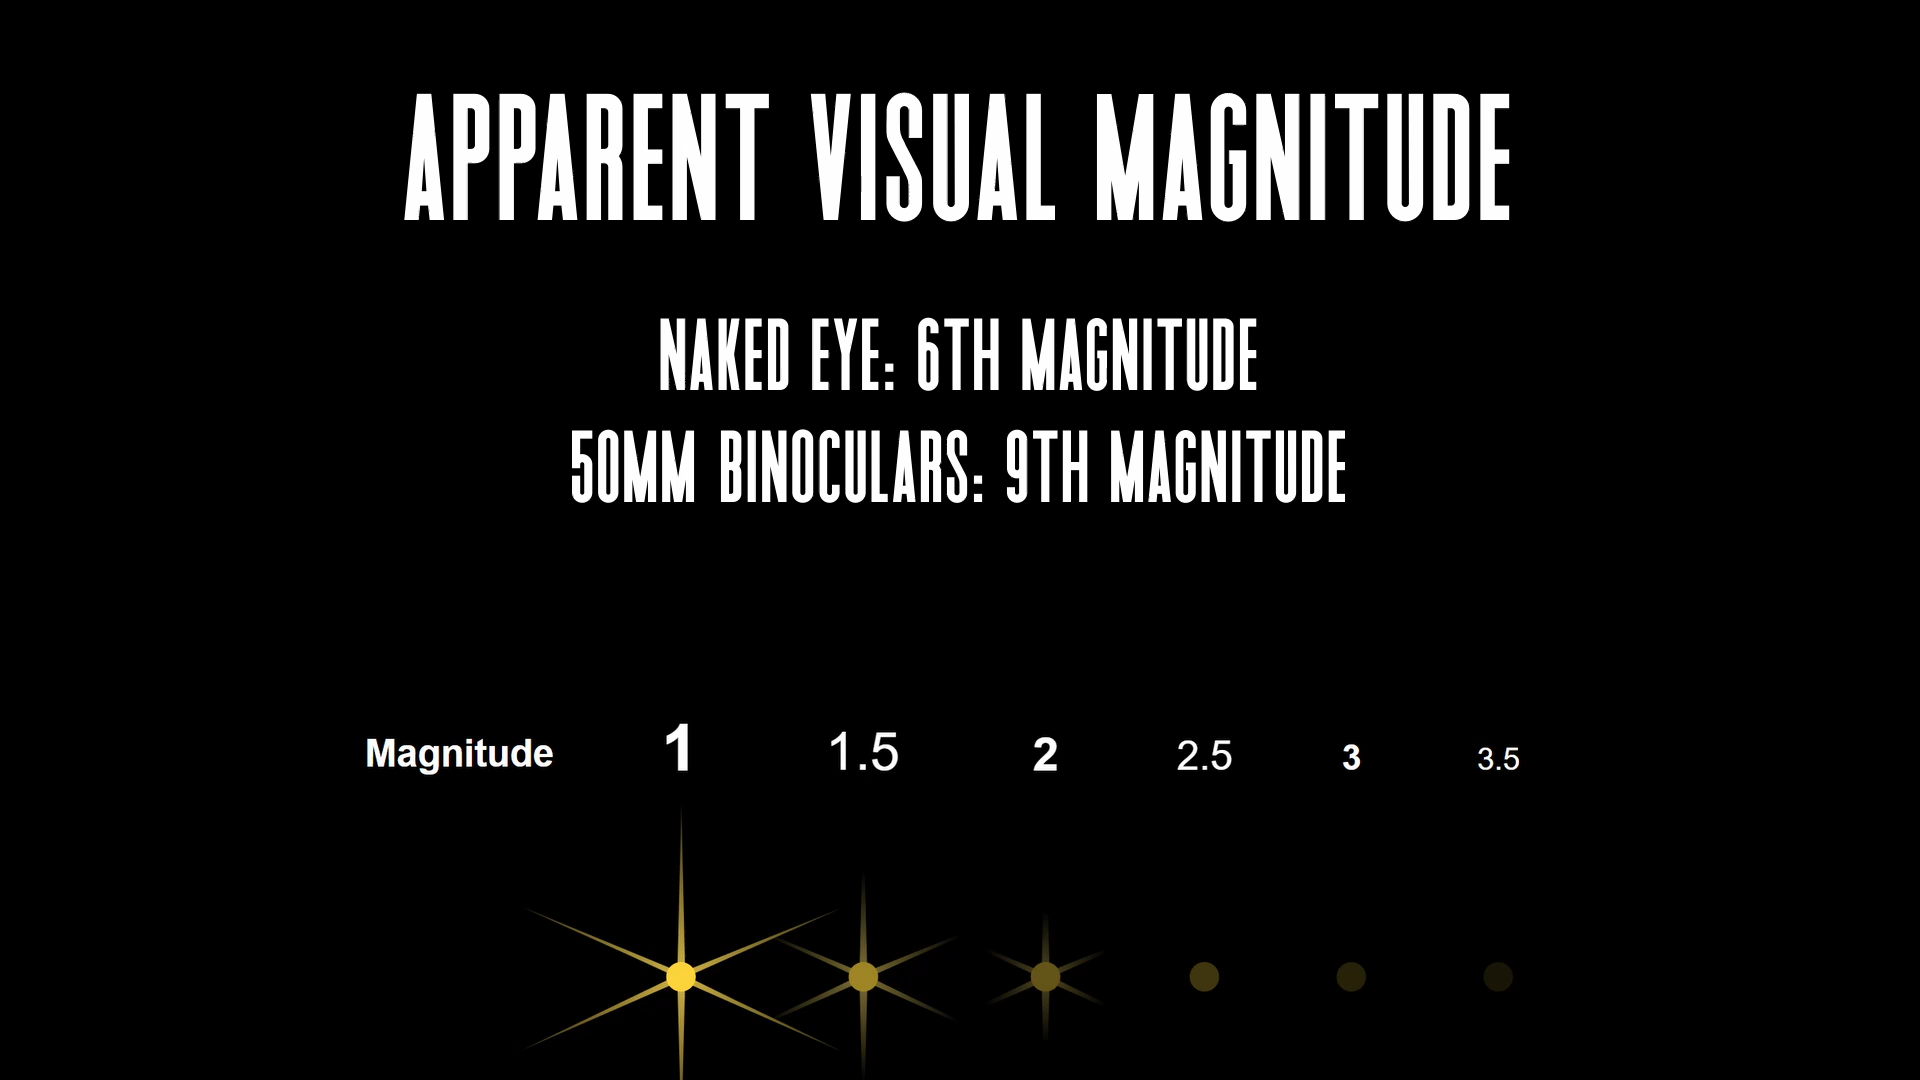 APPARENT VISUAL MAGNITUDE
NAKED EYE: 6TH MAGNITUDE
50MM BINOCULARS: 9TH MAGNITUDE
Magnitude 1 1.5 2 2.5 3 3.5